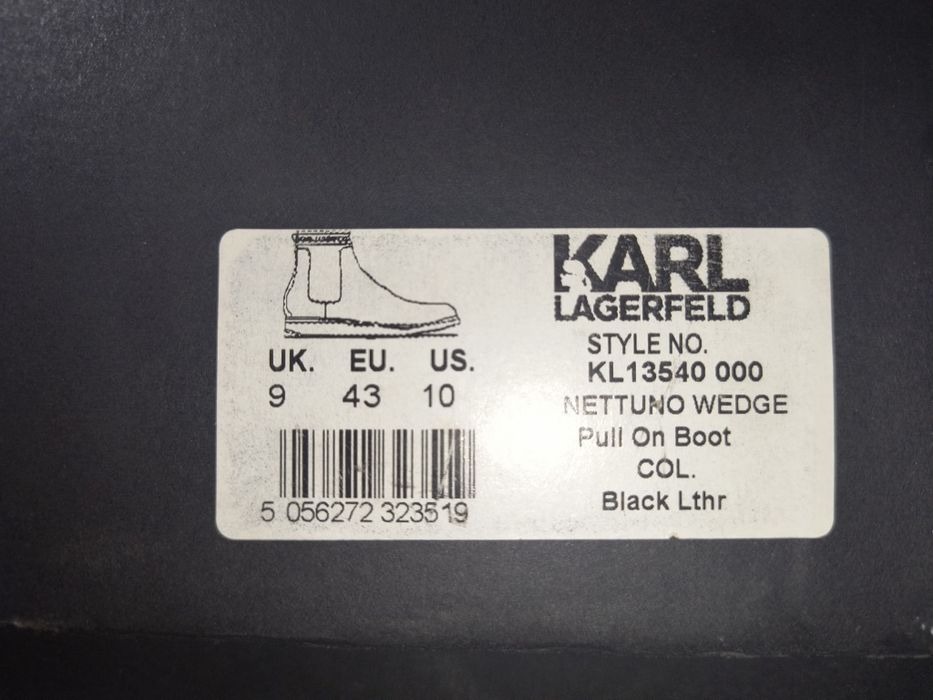 UK. EU. US.
9 43 10
5 056272 323519
KARL
LAGERFELD
STYLE NO.
KL13540 000
NETTUNO WEDGE
Pull On Boot
COL.
Black Lthr